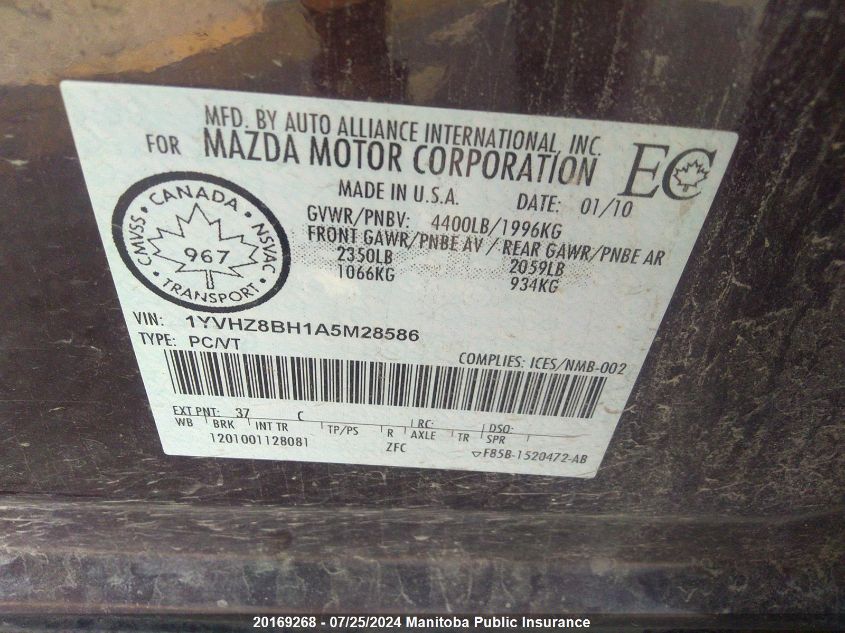 MFD. BY AUTO ALLIANCE INTERNATIONAL, INC.
FOR MAZDA MOTOR CORPORATION
EC
MADE IN U.S.A. DATE: 01/10
CANADA
CMVSS 967 NSVAC
TRANSPORT
GVWR/PNBV: 4400LB/1996KG
FRONT GAWR/PNBE AV / REAR GAWR/PNBE AR
2350LB 2059LB
1066KG 934KG
VIN: 1YVHZ8BH1A5M28586
TYPE: PC/VT
COMPLIES: ICES/NMB-002
EXT PNT: 37 C RC: DSO:
WB BRK INT TR TP/PS R AXLE TR SPR
1201001128081 ZFC ▽F85B-1520472-AB
20169268 - 07/25/2024 Manitoba Public Insurance